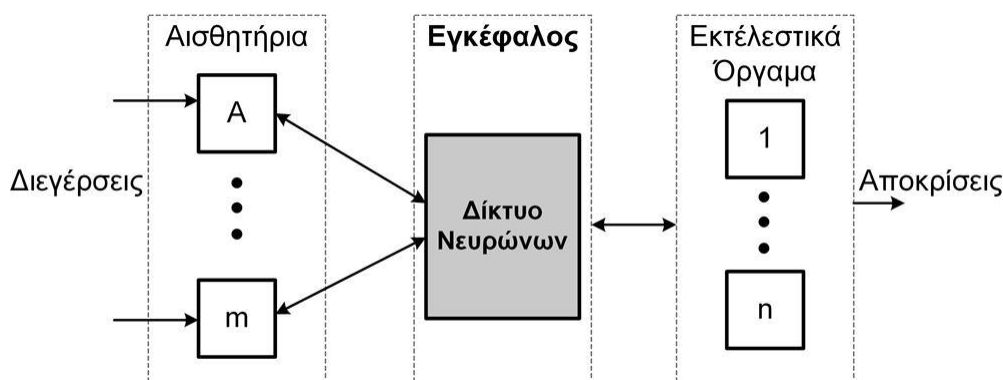 Αισθητήρια
Εγκέφαλος
Εκτέλεστικά
Όργαμα
A
1
Διεγέρσεις
Δίκτυο
Νευρώνων
Αποκρίσεις
m
n